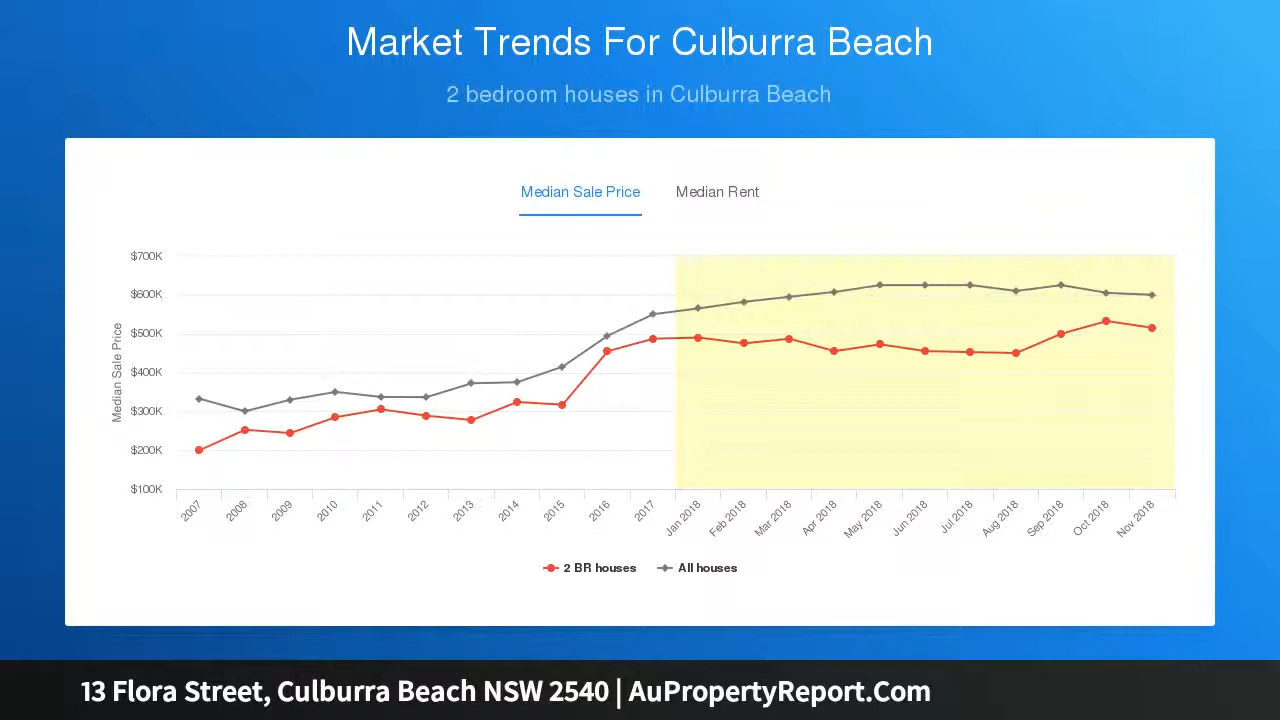 Market Trends For Culburra Beach
2 bedroom houses in Culburra Beach
Median Sale Price Median Rent
$700K
$600K
$500K
$400K
$300K
$200K
$100K
Median Sale Price
2007 2008 2009 2010 2011 2012 2013 2014 2015 2016 2017 Jan 2018 Feb 2018 Mar 2018 Apr 2018 May 2018 Jun 2018 Jul 2018 Aug 2018 Sep 2018 Oct 2018 Nov 2018
2 BR houses All houses
13 Flora Street, Culburra Beach NSW 2540 | AuPropertyReport.Com